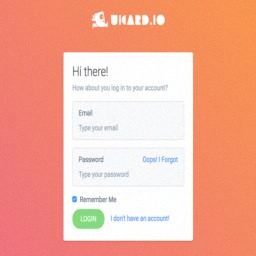 UICARD.IO
Hi there!
How about you log in to your account?
Email
Type your email
Password Oops! I Forgot
Type your password
Remember Me
LOGIN I don't have an account!